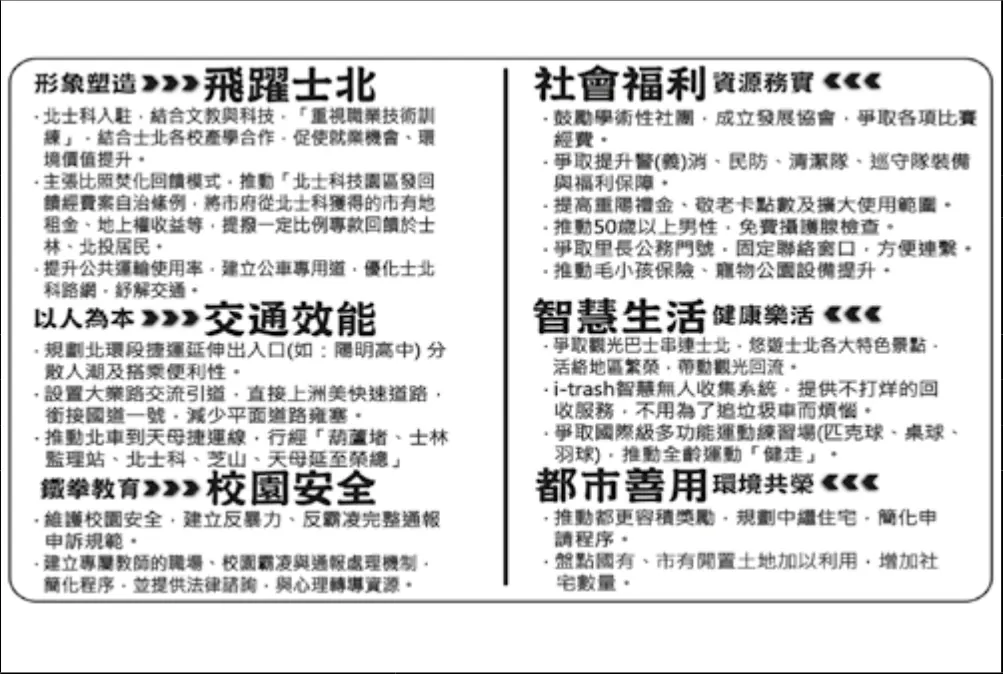 形象塑造 >>> 飛躍士北
·北士科入駐,結合文教與科技,「重視職業技術訓
練」,結合士北各校產學合作,促使就業機會、環
境價值提升。
·主張比照焚化回饋模式,推動「北士科技園區發回
饋經費案自治條例,將市府從北士科獲得的市有地
租金、地上權收益等,提撥一定比例專款回饋於士
林、北投居民。
·提升公共運輸使用率,建立公車專用道,優化士北
科路網,紓解交通。
以人為本 >>> 交通效能
·規劃北環段捷運延伸出入口(如:陽明高中) 分
散人潮及搭乘便利性。
·設置大業路交流引道,直接上洲美快速道路,
銜接國道一號,減少平面道路雍塞。
·推動北車到天母捷運線,行經「葫蘆堵、士林
監理站、北士科、芝山、天母延至榮總」
鐵拳教育 >>> 校園安全
·維護校園安全,建立反暴力、反霸凌完整通報
申訴規範。
·建立專屬教師的職場、校園霸凌與通報處理機制,
簡化程序,並提供法律諮詢,與心理轉導資源。
社會福利 資源務實 <<<
·鼓勵學術性社團,成立發展協會,爭取各項比賽
經費。
·爭取提升警(義)消、民防、清潔隊、巡守隊裝備
與福利保障。
·提高重陽禮金、敬老卡點數及擴大使用範圍。
·推動50歲以上男性,免費攝護腺檢查。
·爭取里長公務門號,固定聯絡窗口,方便連繫。
·推動毛小孩保險、寵物公園設備提升。
智慧生活 健康樂活 <<<
·爭取觀光巴士串連士北,悠遊士北各大特色景點,
活絡地區繁榮,帶動觀光回流。
·i-trash智慧無人收集系統,提供不打烊的回
收服務,不用為了追垃圾車而煩惱。
·爭取國際級多功能運動練習場(匹克球、桌球、
羽球),推動全齡運動「健走」。
都市善用 環境共榮 <<<
·推動都更容積獎勵,規劃中繼住宅,簡化申
請程序。
·盤點國有、市有閒置土地加以利用,增加社
宅數量。